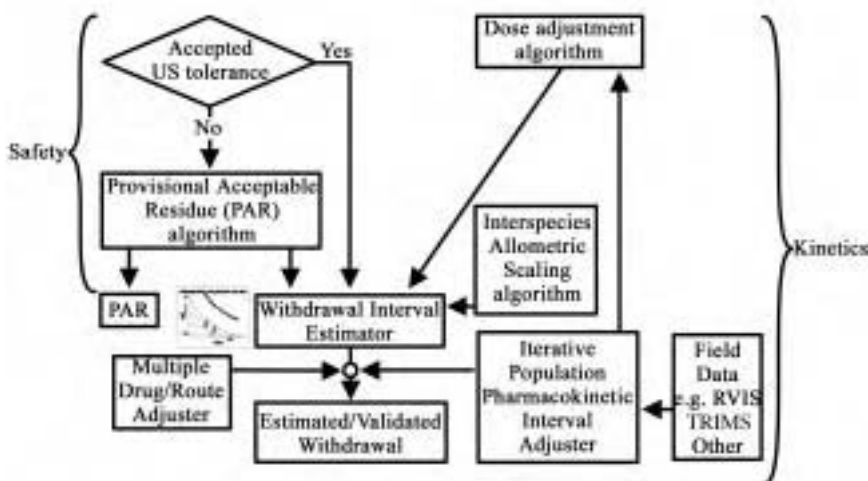 Accepted
US tolerance
Yes
Dose adjustment
algorithm
No
Safety
Provisional Acceptable
Residue (PAR)
algorithm
Interspecies
Allometric
Scaling
algorithm
Kinetics
PAR
Withdrawal Interval
Estimator
Multiple
Drug/Route
Adjuster
Iterative
Population
Pharmacokinetic
Interval
Adjuster
Field
Data
e.g. RVIS
TRIMS
Other
Estimated/Validated
Withdrawal